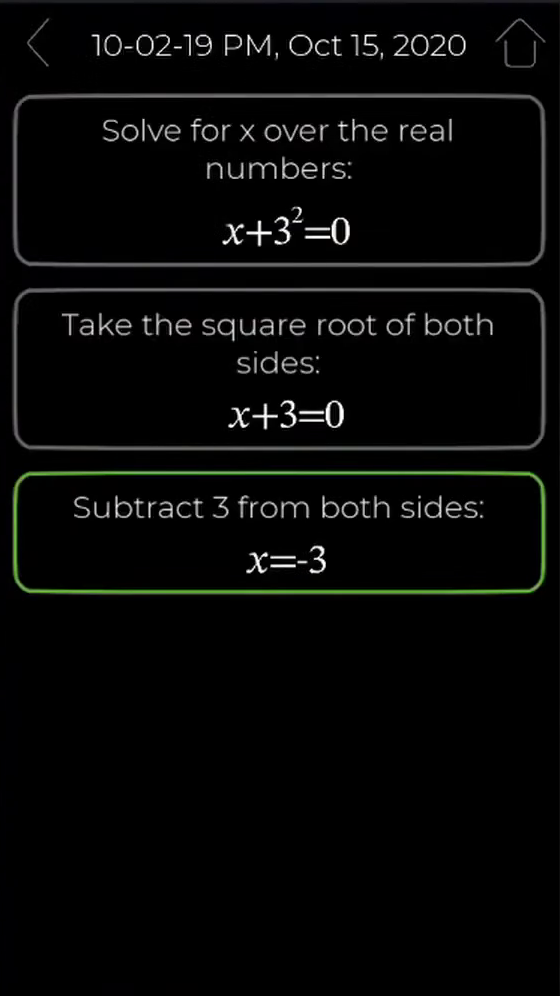 10-02-19 PM, Oct 15, 2020
Solve for x over the real
numbers:
x+3²=0
Take the square root of both
sides:
x+3=0
Subtract 3 from both sides:
x=-3